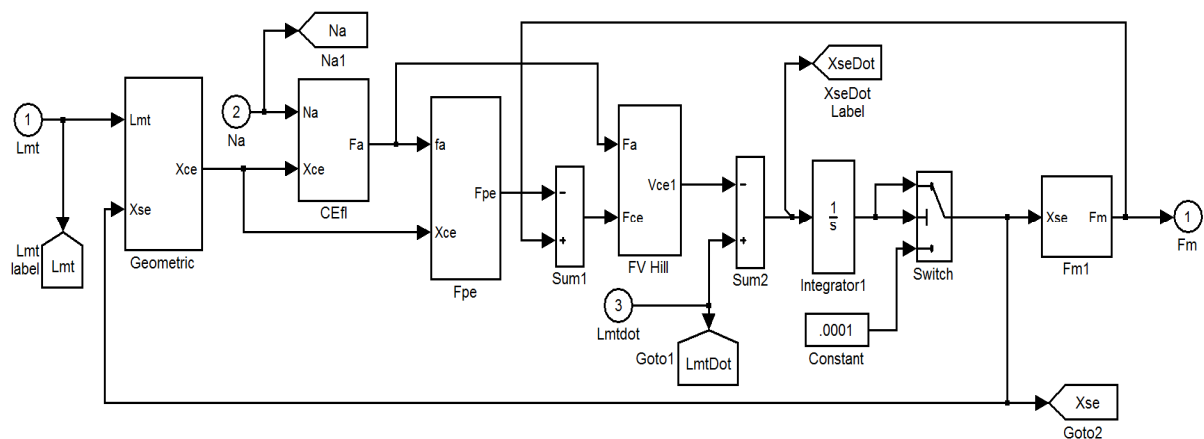 Na
Na1
1
Lmt
Lmt
label
Lmt
Lmt
Xse
Xce
Geometric
2
Na
Na
Xce
Fa
CEfl
fa
Xce
Fpe
Fpe
Sum1
Fa
Fce
Vce1
FV Hill
3
Lmtdot
Goto1
LmtDot
Sum2
XseDot
XseDot
Label
1
s
Integrator1
.0001
Constant
Switch
Xse
Fm
Fm1
1
Fm
Xse
Goto2